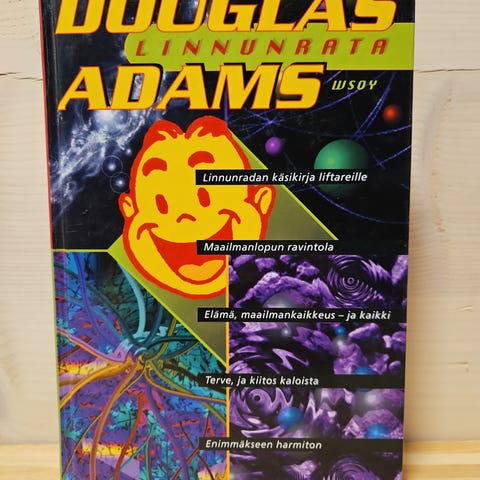 DOUGLAS
LINNUNRATA
ADAMS
WSOY
Linnunradan käsikirja liftareille
Maailmanlopun ravintola
Elämä, maailmankaikkeus – ja kaikki
Terve, ja kiitos kaloista
Enimmäkseen harmiton